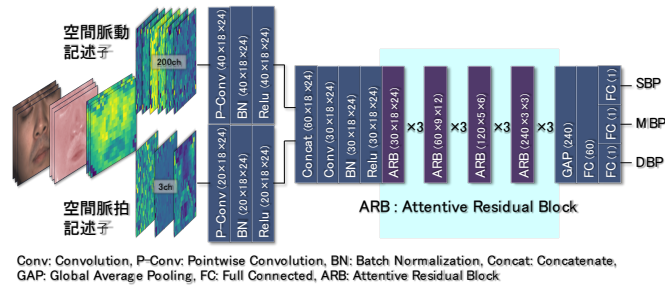 空間脈動
記述子
200ch
P-Conv (40×18×24)
BN (40×18×24)
Relu (40×18×24)
3ch
空間脈拍
記述子
P-Conv (20×18×24)
BN (20×18×24)
Relu (20×18×24)
Concat (60×18×24)
Conv (30×18×24)
BN (30×18×24)
Relu (30×18×24)
ARB (30×18×24)
×3
ARB (60×9×12)
×3
ARB (120×5×6)
×3
ARB (240×3×3)
×3
GAP (240)
FC (60)
FC (1)
FC (1)
FC (1)
SBP
MBP
DBP
ARB : Attentive Residual Block
Conv: Convolution, P-Conv: Pointwise Convolution, BN: Batch Normalization, Concat: Concatenate,
GAP: Global Average Pooling, FC: Full Connected, ARB: Attentive Residual Block